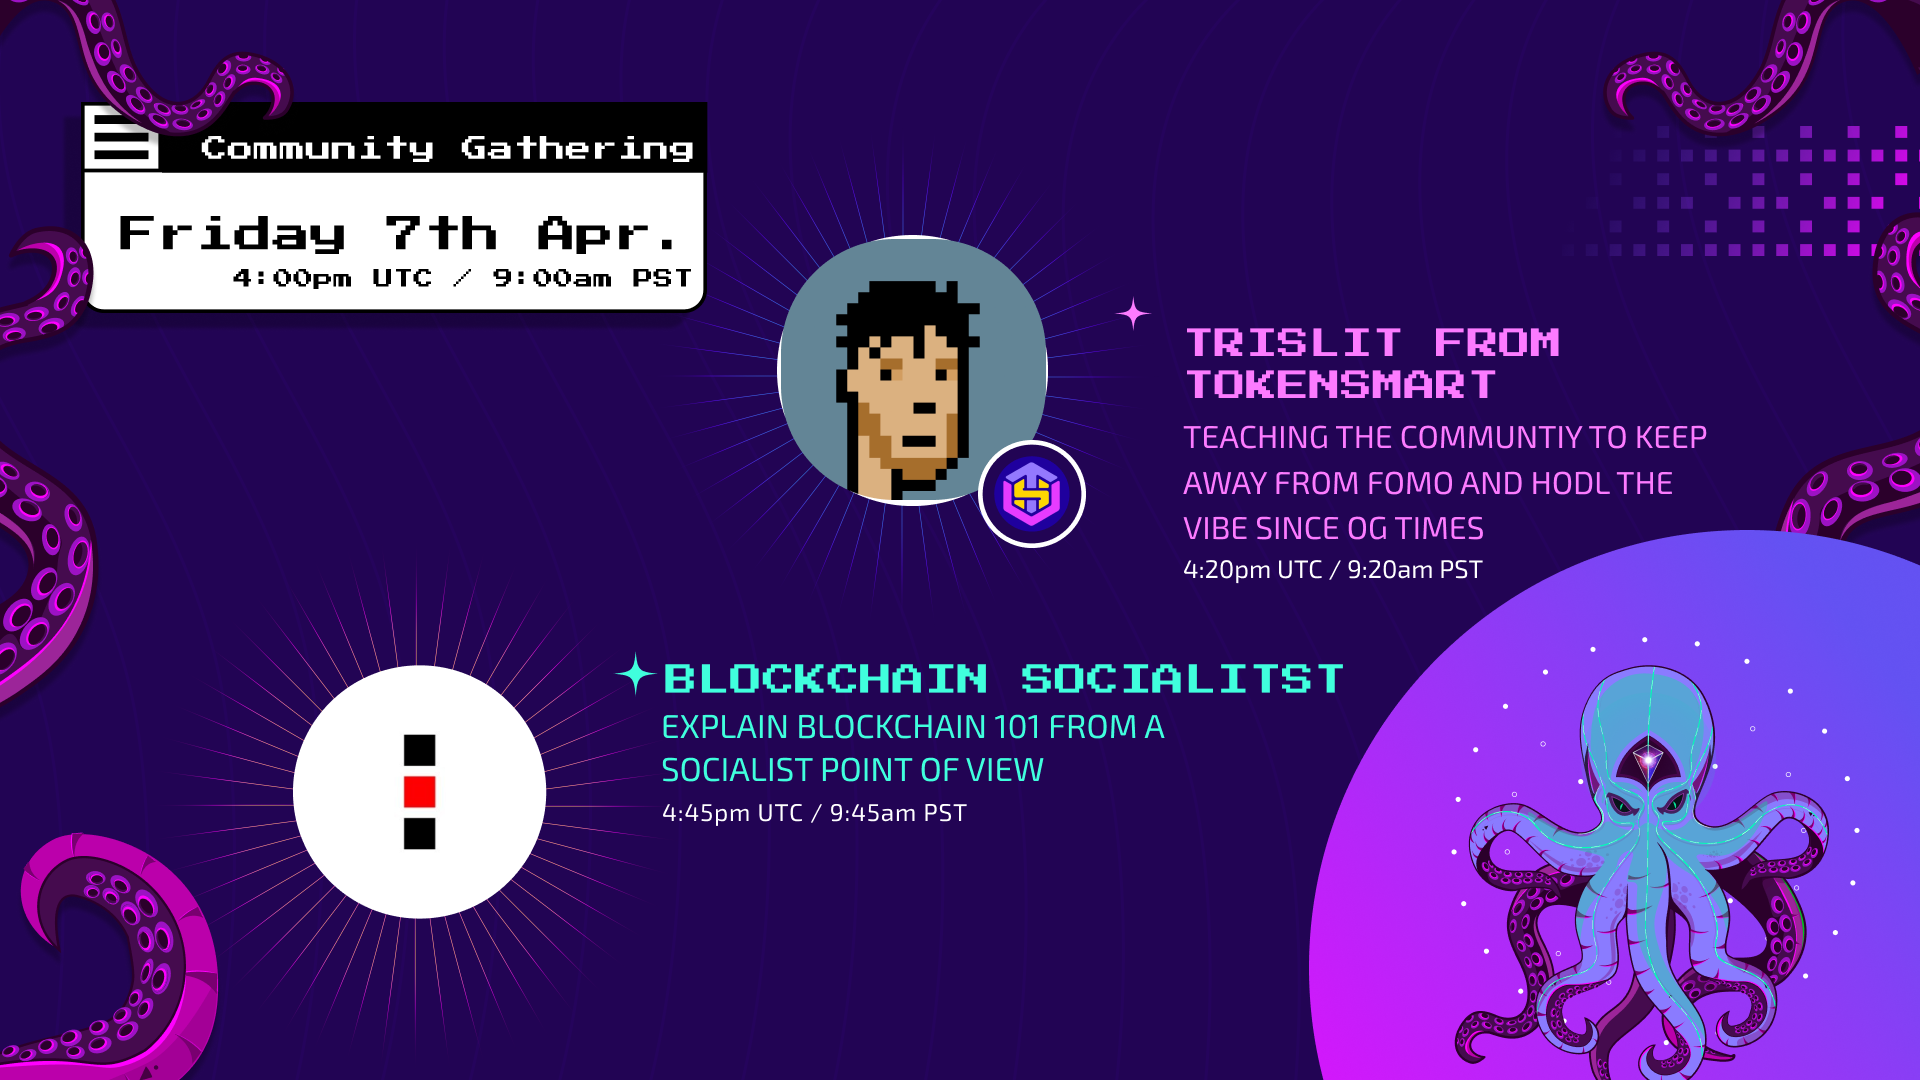 Community Gathering
Friday 7th Apr.
4:00pm UTC / 9:00am PST
TRISLIT FROM
TOKENSMART
TEACHING THE COMMUNTIY TO KEEP
AWAY FROM FOMO AND HODL THE
VIBE SINCE OG TIMES
4:20pm UTC / 9:20am PST
BLOCKCHAIN SOCIALITST
EXPLAIN BLOCKCHAIN 101 FROM A
SOCIALIST POINT OF VIEW
4:45pm UTC / 9:45am PST